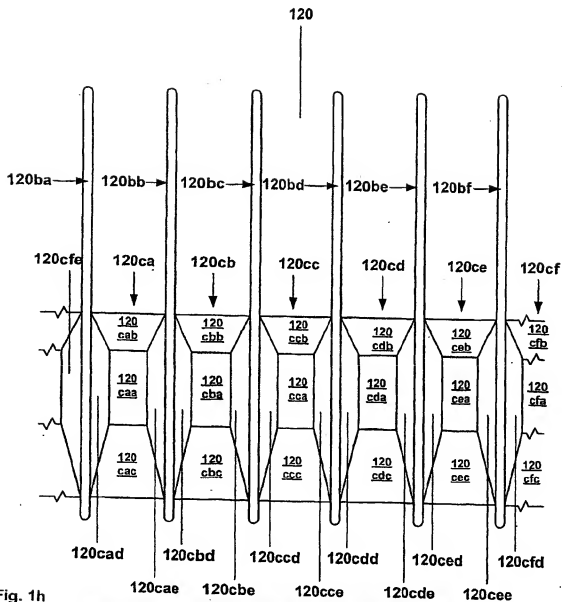 120
120ba 120bb 120bc 120bd 120be 120bf
120cfe 120ca 120cb 120cc 120cd 120ce 120cf
120 cab 120 cbb 120 ccb 120 cdb 120 ceb 120 cfb
120 caa 120 cba 120 cca 120 cda 120 cea 120 cfa
120 cac 120 cbc 120 ccc 120 cdc 120 cec 120 cfc
120cad 120cbd 120ccd 120cdd 120ced 120cfd
120cae 120cbe 120cce 120cde 120cee
Fig. 1h